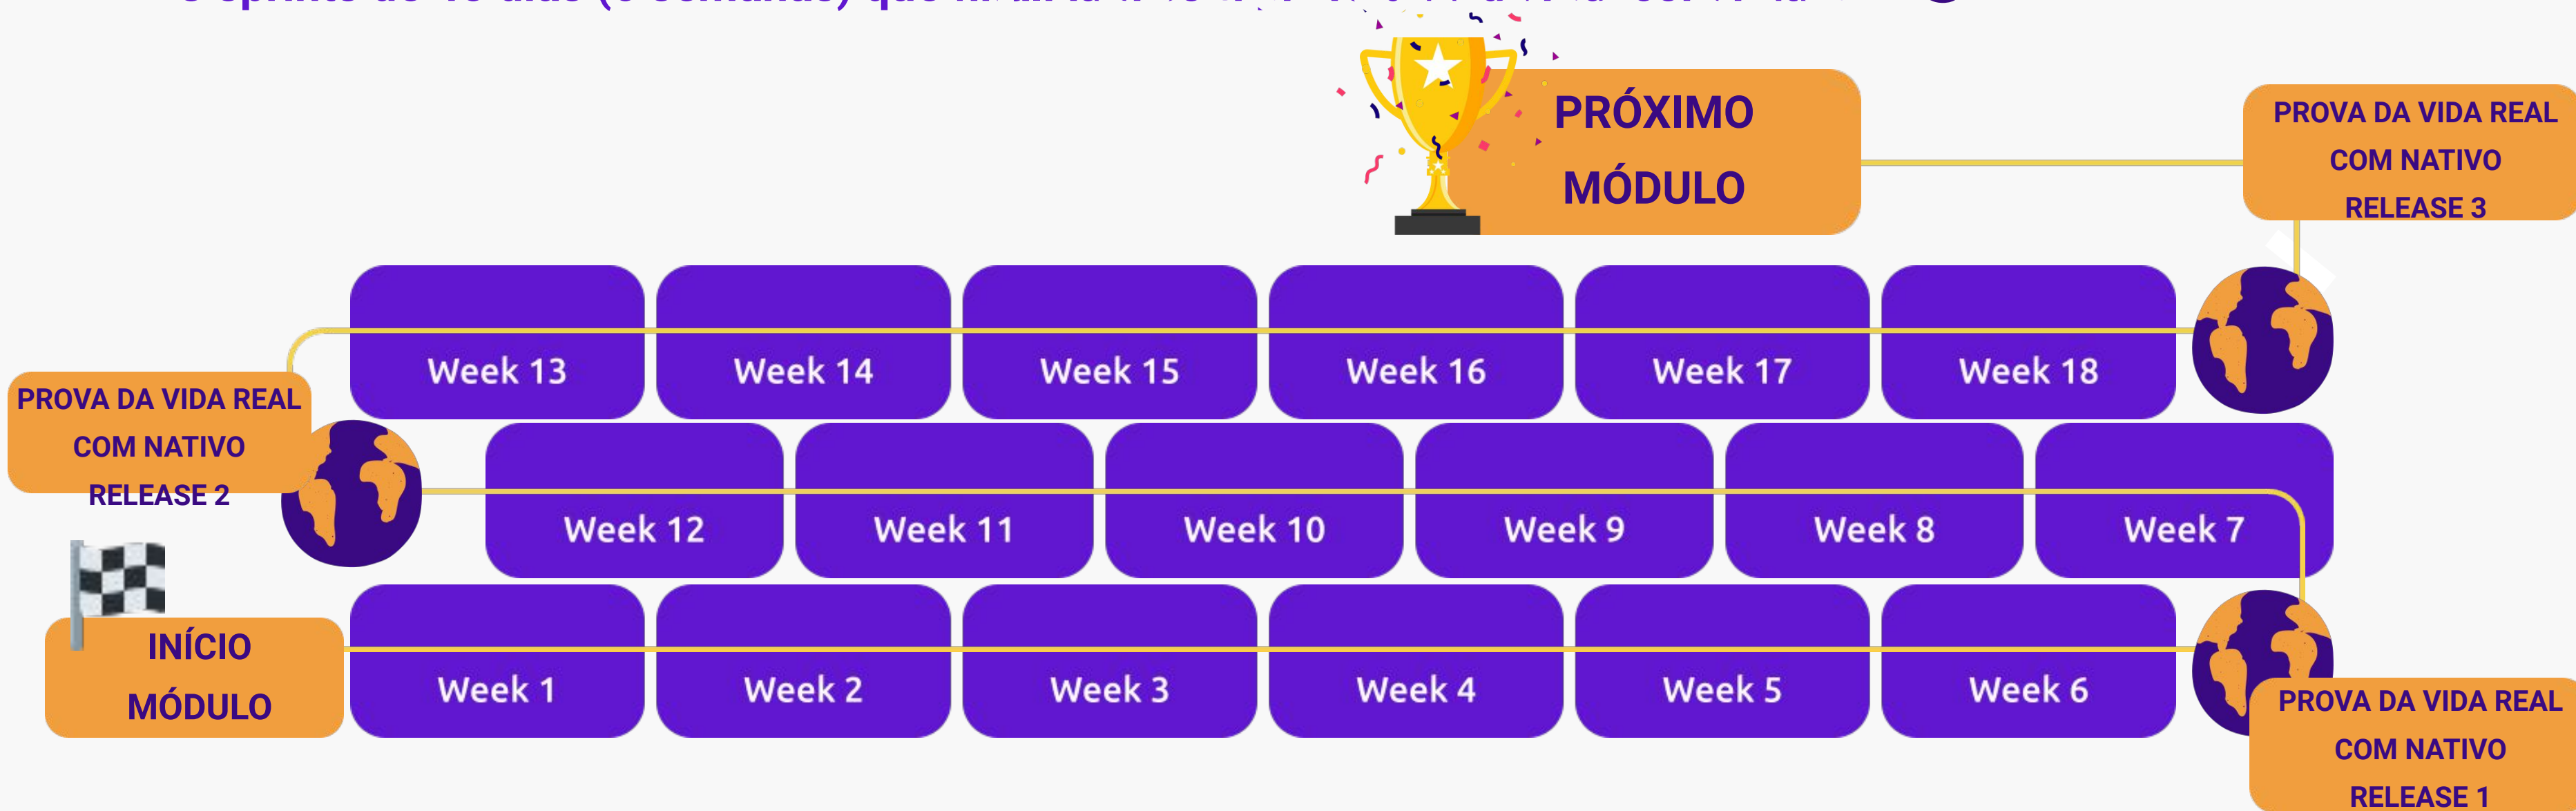 PRÓXIMO
MÓDULO
PROVA DA VIDA REAL
COM NATIVO
RELEASE 3
Week 13
Week 14
Week 15
Week 16
Week 17
Week 18
PROVA DA VIDA REAL
COM NATIVO
RELEASE 2
Week 12
Week 11
Week 10
Week 9
Week 8
Week 7
INÍCIO
MÓDULO
Week 1
Week 2
Week 3
Week 4
Week 5
Week 6
PROVA DA VIDA REAL
COM NATIVO
RELEASE 1